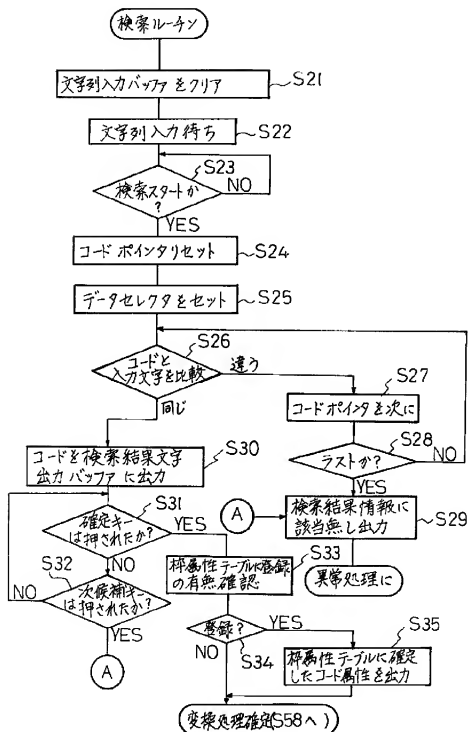 検索ルーチン
文字列入力バッファをクリア
S21
文字列入力待ち
S22
S23
検索スタートか
?
NO
YES
コードポインタリセット
S24
データセレクタをセット
S25
S26
コードと
入力文字を比較
違う
同じ
S27
コードポインタを次に
S28
ラストか?
NO
YES
S30
コードを検索結果文字
出力バッファに出力
A
検索結果情報に
該当無し出力
S29
異常処理に
S31
確定キー
は押されたか?
YES
NO
S32
次候補キー
は押されたか?
NO
YES
A
S33
枠属性テーブルに登録
の有無確認
登録?
YES
NO
S34
S35
枠属性テーブルに確定
したコード属性を出力
変換処理確定(S58へ)